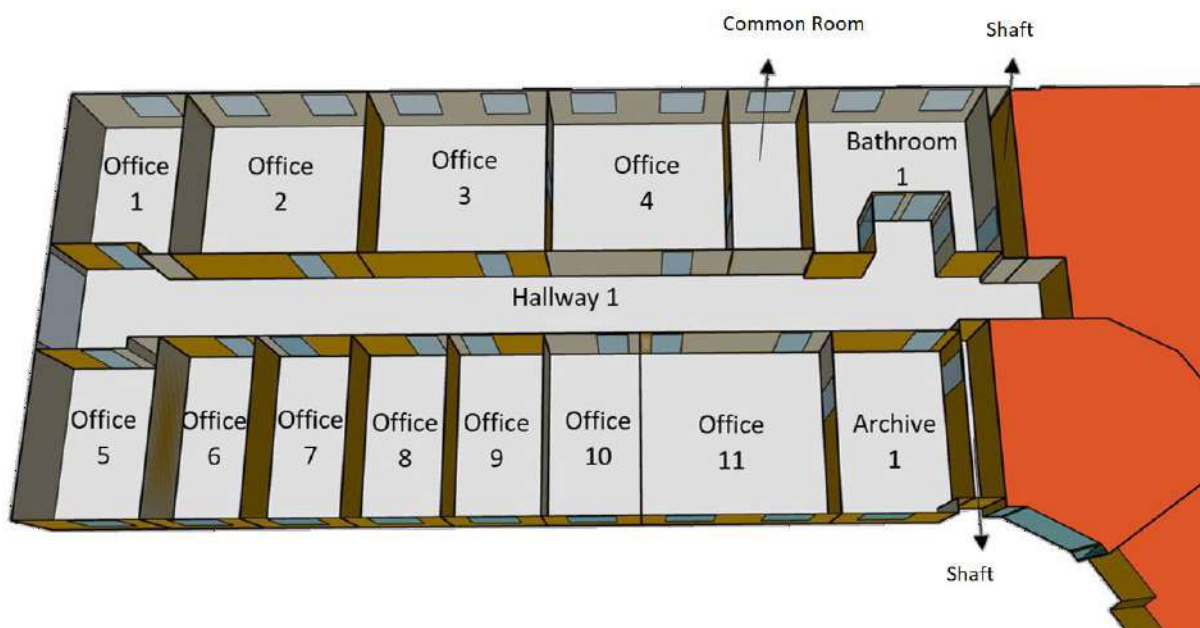 Common Room
Shaft
Office
1
Office
2
Office
3
Office
4
Bathroom
1
Hallway 1
Office
5
Office
6
Office
7
Office
8
Office
9
Office
10
Office
11
Archive
1
Shaft